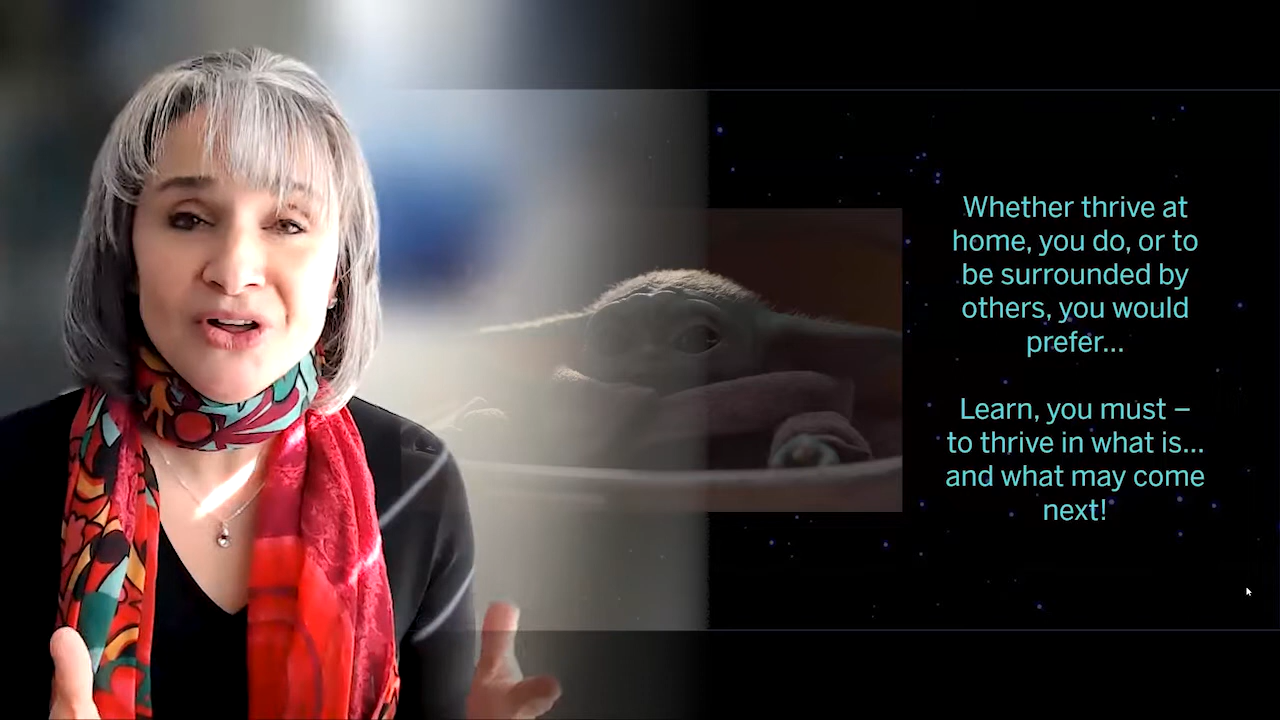 Whether thrive at
home, you do, or to
be surrounded by
others, you would
prefer...
Learn, you must –
to thrive in what is...
and what may come
next!